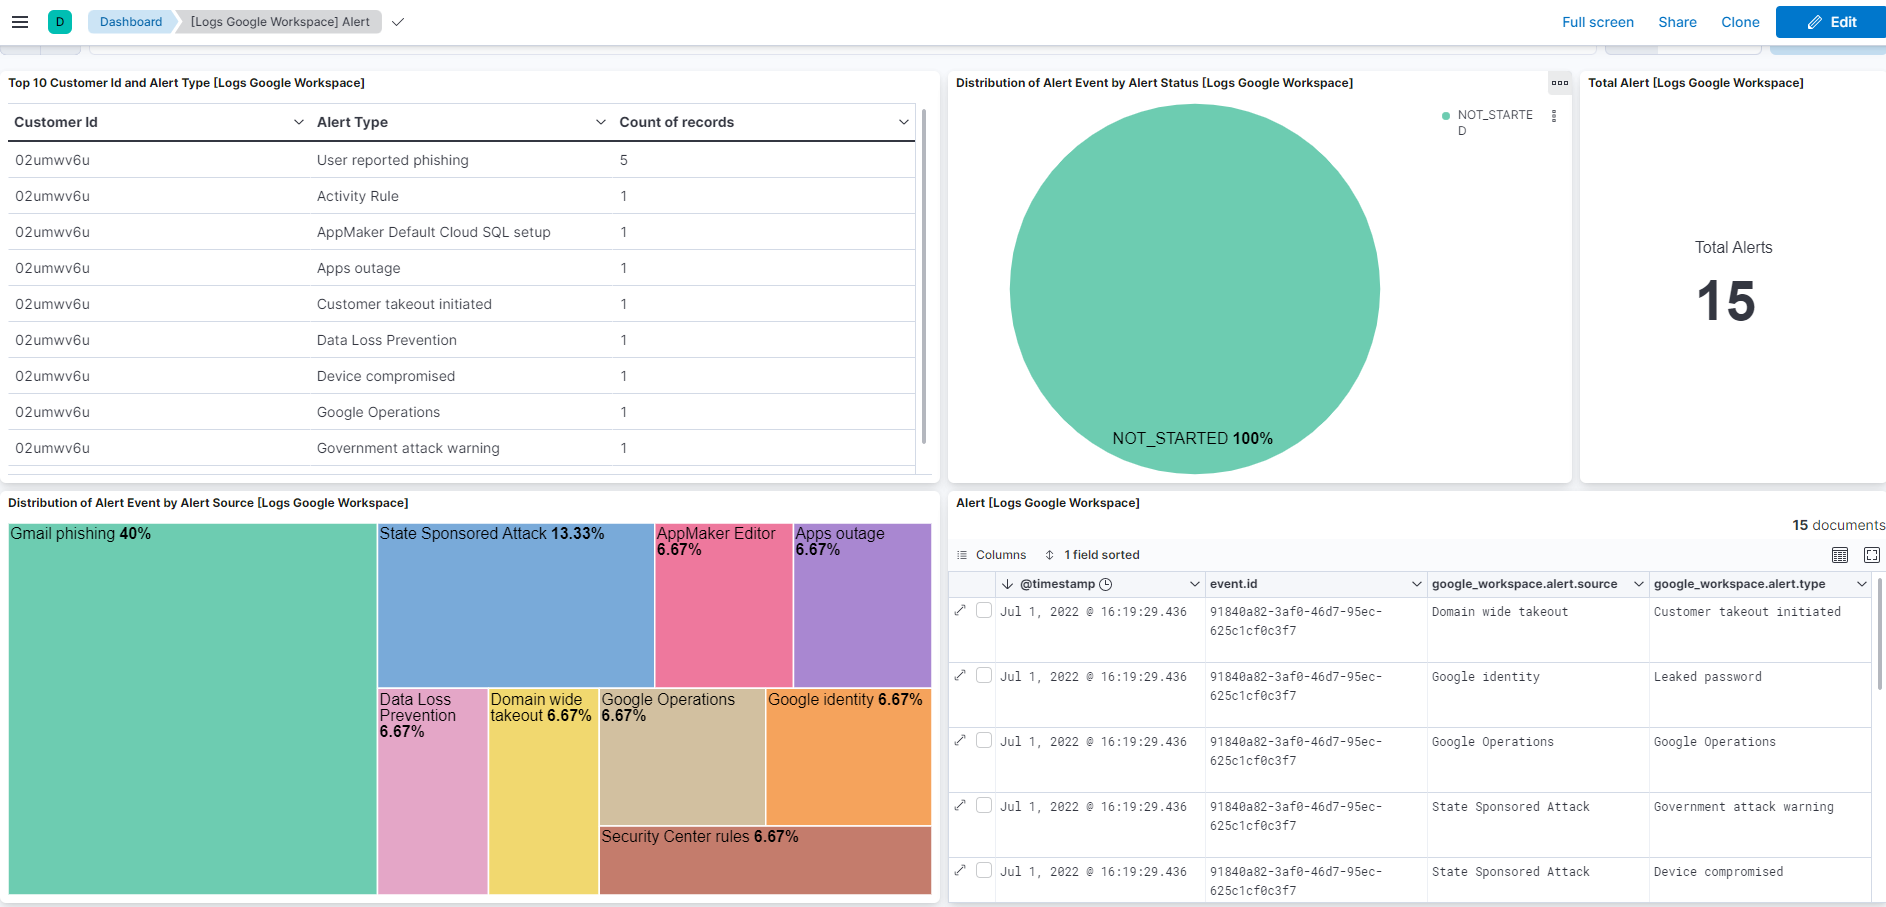 D Dashboard [Logs Google Workspace] Alert Full screen Share Clone Edit
Top 10 Customer Id and Alert Type [Logs Google Workspace]
Customer Id Alert Type Count of records
02umwv6u User reported phishing 5
02umwv6u Activity Rule 1
02umwv6u AppMaker Default Cloud SQL setup 1
02umwv6u Apps outage 1
02umwv6u Customer takeout initiated 1
02umwv6u Data Loss Prevention 1
02umwv6u Device compromised 1
02umwv6u Google Operations 1
02umwv6u Government attack warning 1
Distribution of Alert Event by Alert Status [Logs Google Workspace]
NOT_STARTE
D
NOT_STARTED 100%
Total Alert [Logs Google Workspace]
Total Alerts
15
Distribution of Alert Event by Alert Source [Logs Google Workspace]
Gmail phishing 40%
State Sponsored Attack 13.33%
AppMaker Editor
6.67%
Apps outage
6.67%
Data Loss
Prevention
6.67%
Domain wide
takeout 6.67%
Google Operations
6.67%
Google identity 6.67%
Security Center rules 6.67%
Alert [Logs Google Workspace]
15 documents
Columns 1 field sorted
@timestamp event.id google_workspace.alert.source google_workspace.alert.type
Jul 1, 2022 @ 16:19:29.436 91840a82-3af0-46d7-95ec- Domain wide takeout Customer takeout initiated
625c1cf0c3f7
Jul 1, 2022 @ 16:19:29.436 91840a82-3af0-46d7-95ec- Google identity Leaked password
625c1cf0c3f7
Jul 1, 2022 @ 16:19:29.436 91840a82-3af0-46d7-95ec- Google Operations Google Operations
625c1cf0c3f7
Jul 1, 2022 @ 16:19:29.436 91840a82-3af0-46d7-95ec- State Sponsored Attack Government attack warning
625c1cf0c3f7
Jul 1, 2022 @ 16:19:29.436 91840a82-3af0-46d7-95ec- State Sponsored Attack Device compromised
625c1cf0c3f7